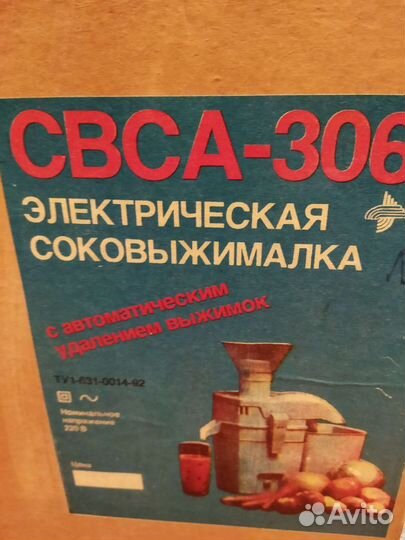 СВСА-306
ЭЛЕКТРИЧЕСКАЯ
СОКОВЫЖИМАЛКА
с автоматическим
удалением выжимок
ТУ1-631-0014-92
Номинальное
напряжение
220 В
Цена
Avito